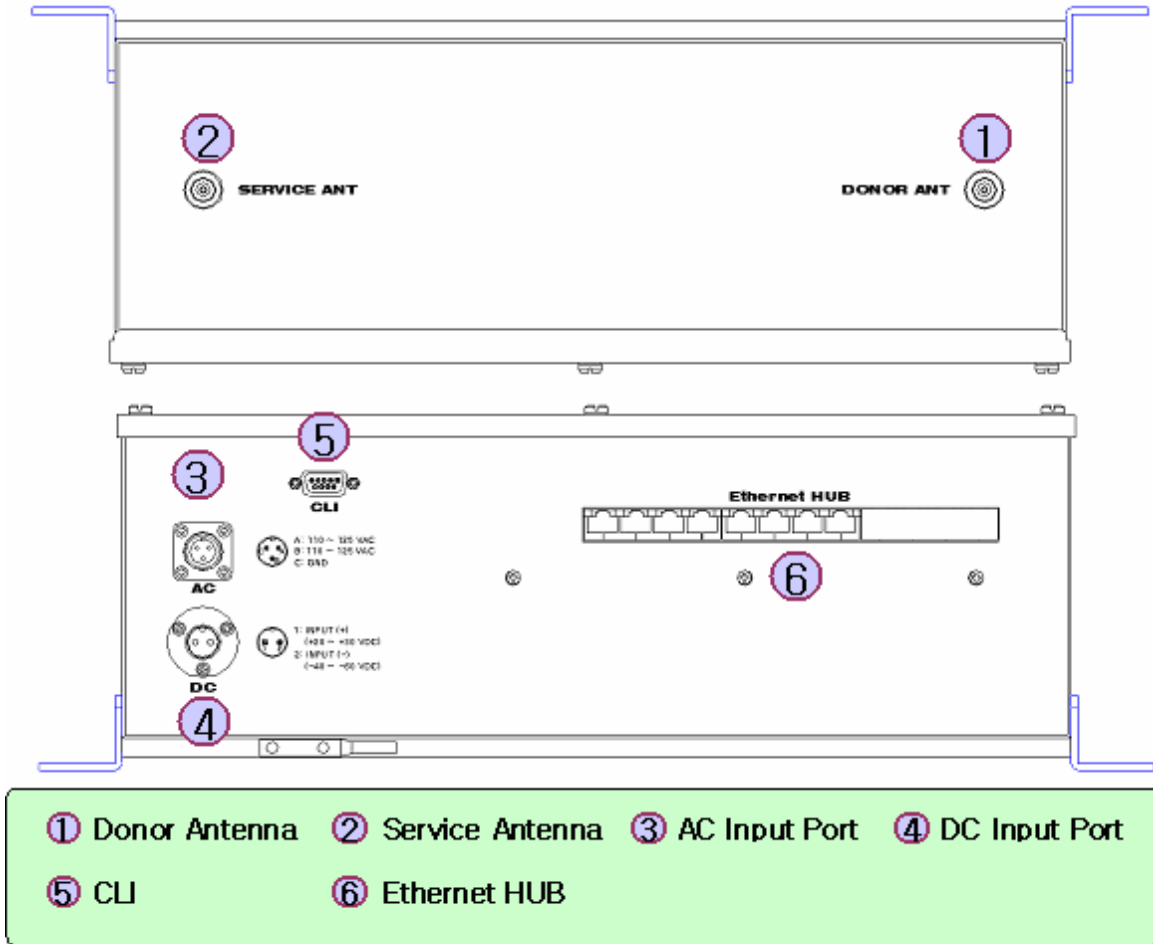 ②
①
SERVICE ANT
DONOR ANT
⑤
③
CLI
Ethernet HUB
A: 110 ~ 125 VAC
B: 110 ~ 125 VAC
C: GND
AC
⑥
1: INPUT (+)
2: INPUT (-)
DC
④
① Donor Antenna ② Service Antenna ③ AC Input Port ④ DC Input Port
⑤ CLI ⑥ Ethernet HUB